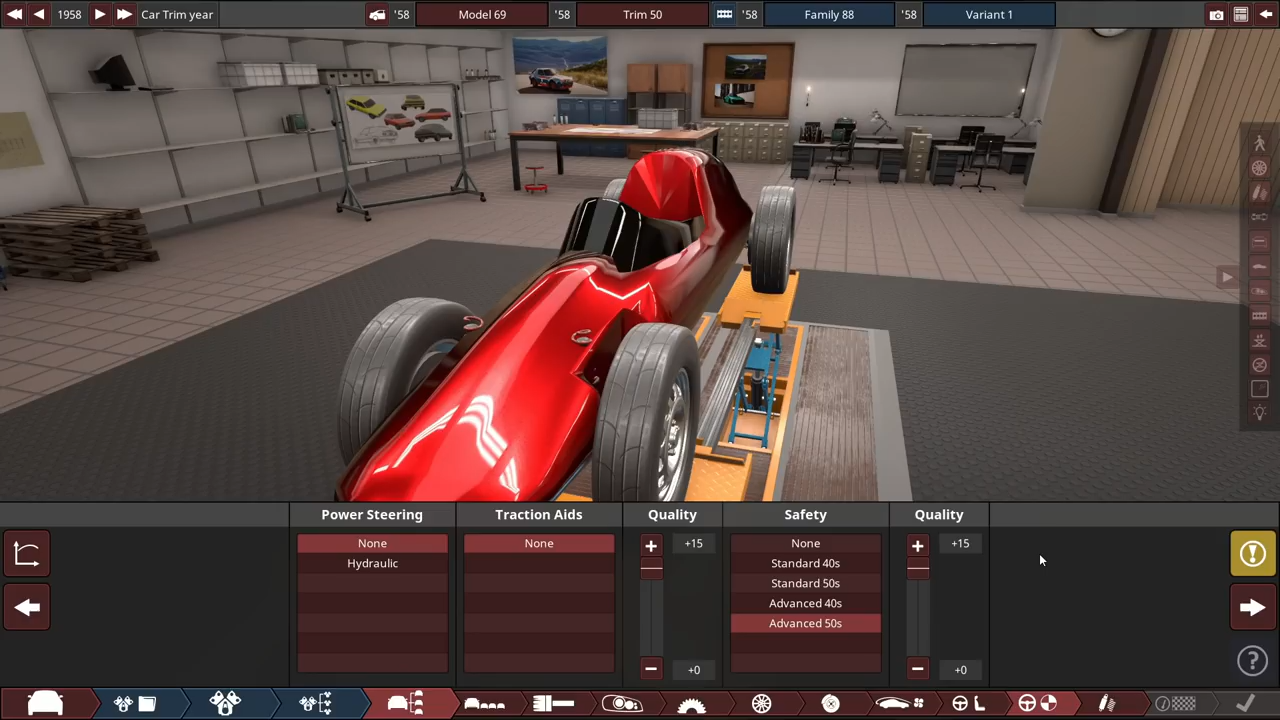 1958 Car Trim year '58 Model 69 '58 Trim 50 '58 Family 88 '58 Variant 1
Power Steering Traction Aids Quality Safety Quality
None None +15 None +15
Hydraulic Standard 40s
Standard 50s
Advanced 40s
Advanced 50s
+0 +0